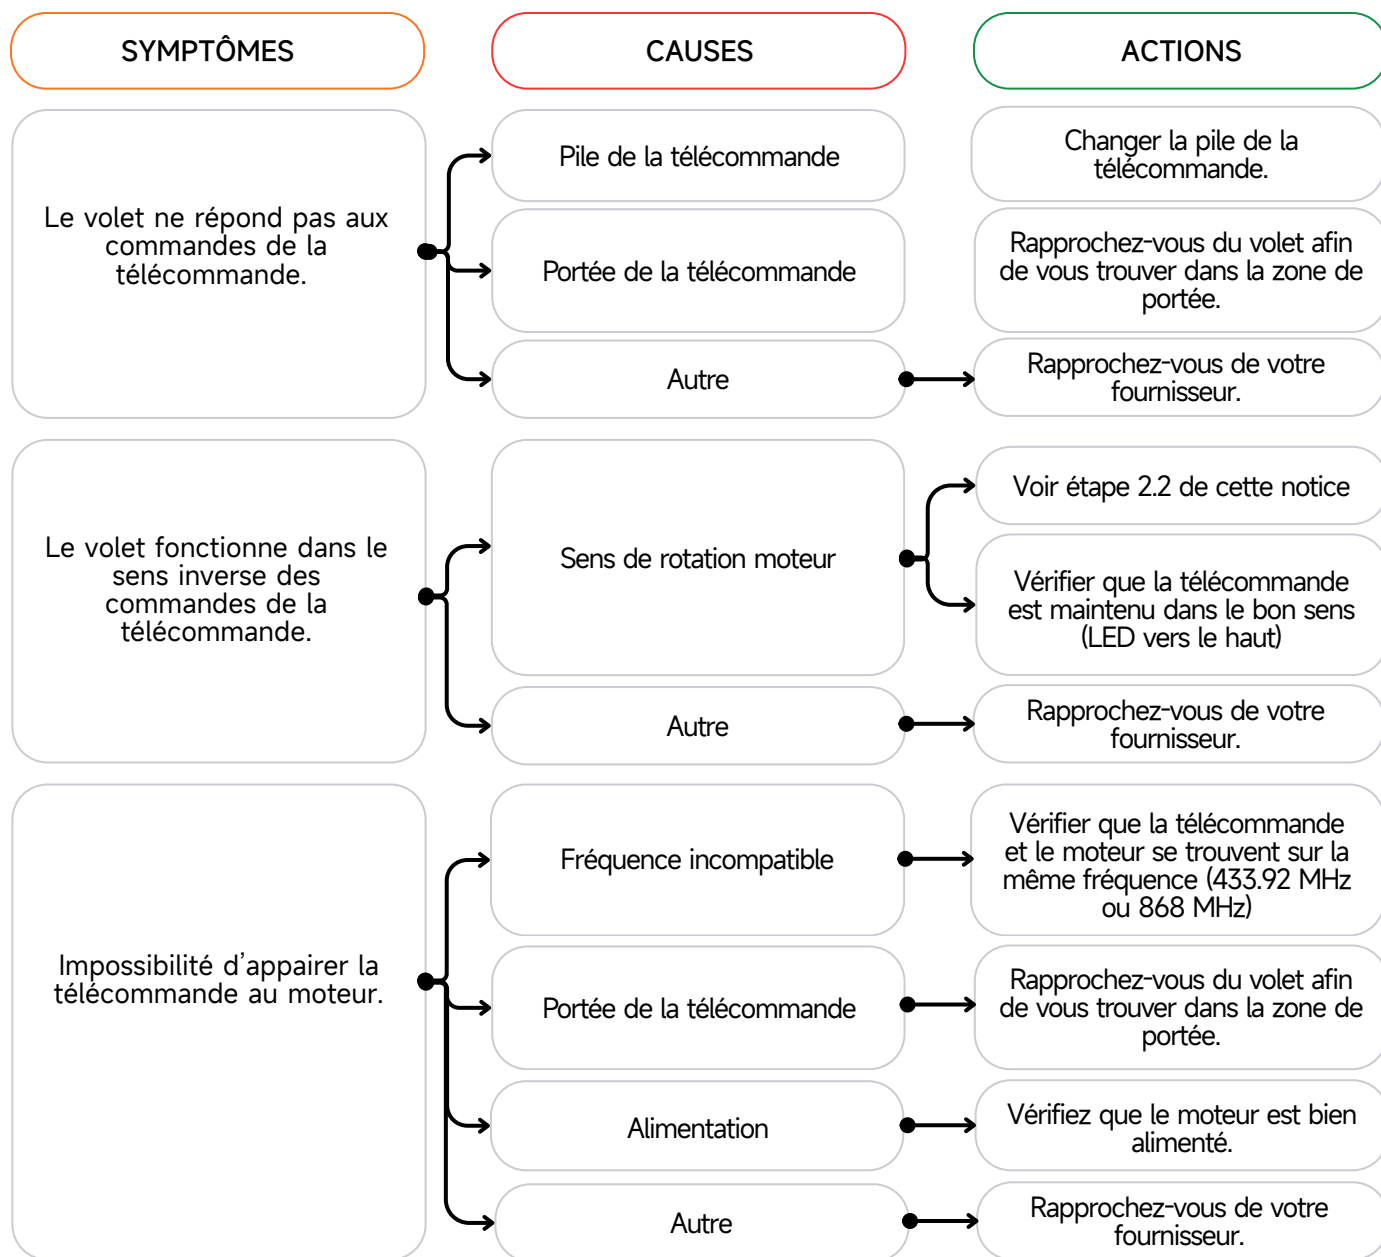 SYMPTÔMES
CAUSES
ACTIONS
Le volet ne répond pas aux
commandes de la
télécommande.
Pile de la télécommande
Changer la pile de la
télécommande.
Portée de la télécommande
Rapprochez-vous du volet afin
de vous trouver dans la zone de
portée.
Autre
Rapprochez-vous de votre
fournisseur.
Le volet fonctionne dans le
sens inverse des
commandes de la
télécommande.
Sens de rotation moteur
Voir étape 2.2 de cette notice
Vérifier que la télécommande
est maintenu dans le bon sens
(LED vers le haut)
Autre
Rapprochez-vous de votre
fournisseur.
Impossibilité d'appairer la
télécommande au moteur.
Fréquence incompatible
Vérifier que la télécommande
et le moteur se trouvent sur la
même fréquence (433.92 MHz
ou 868 MHz)
Portée de la télécommande
Rapprochez-vous du volet afin
de vous trouver dans la zone de
portée.
Alimentation
Vérifiez que le moteur est bien
alimenté.
Autre
Rapprochez-vous de votre
fournisseur.